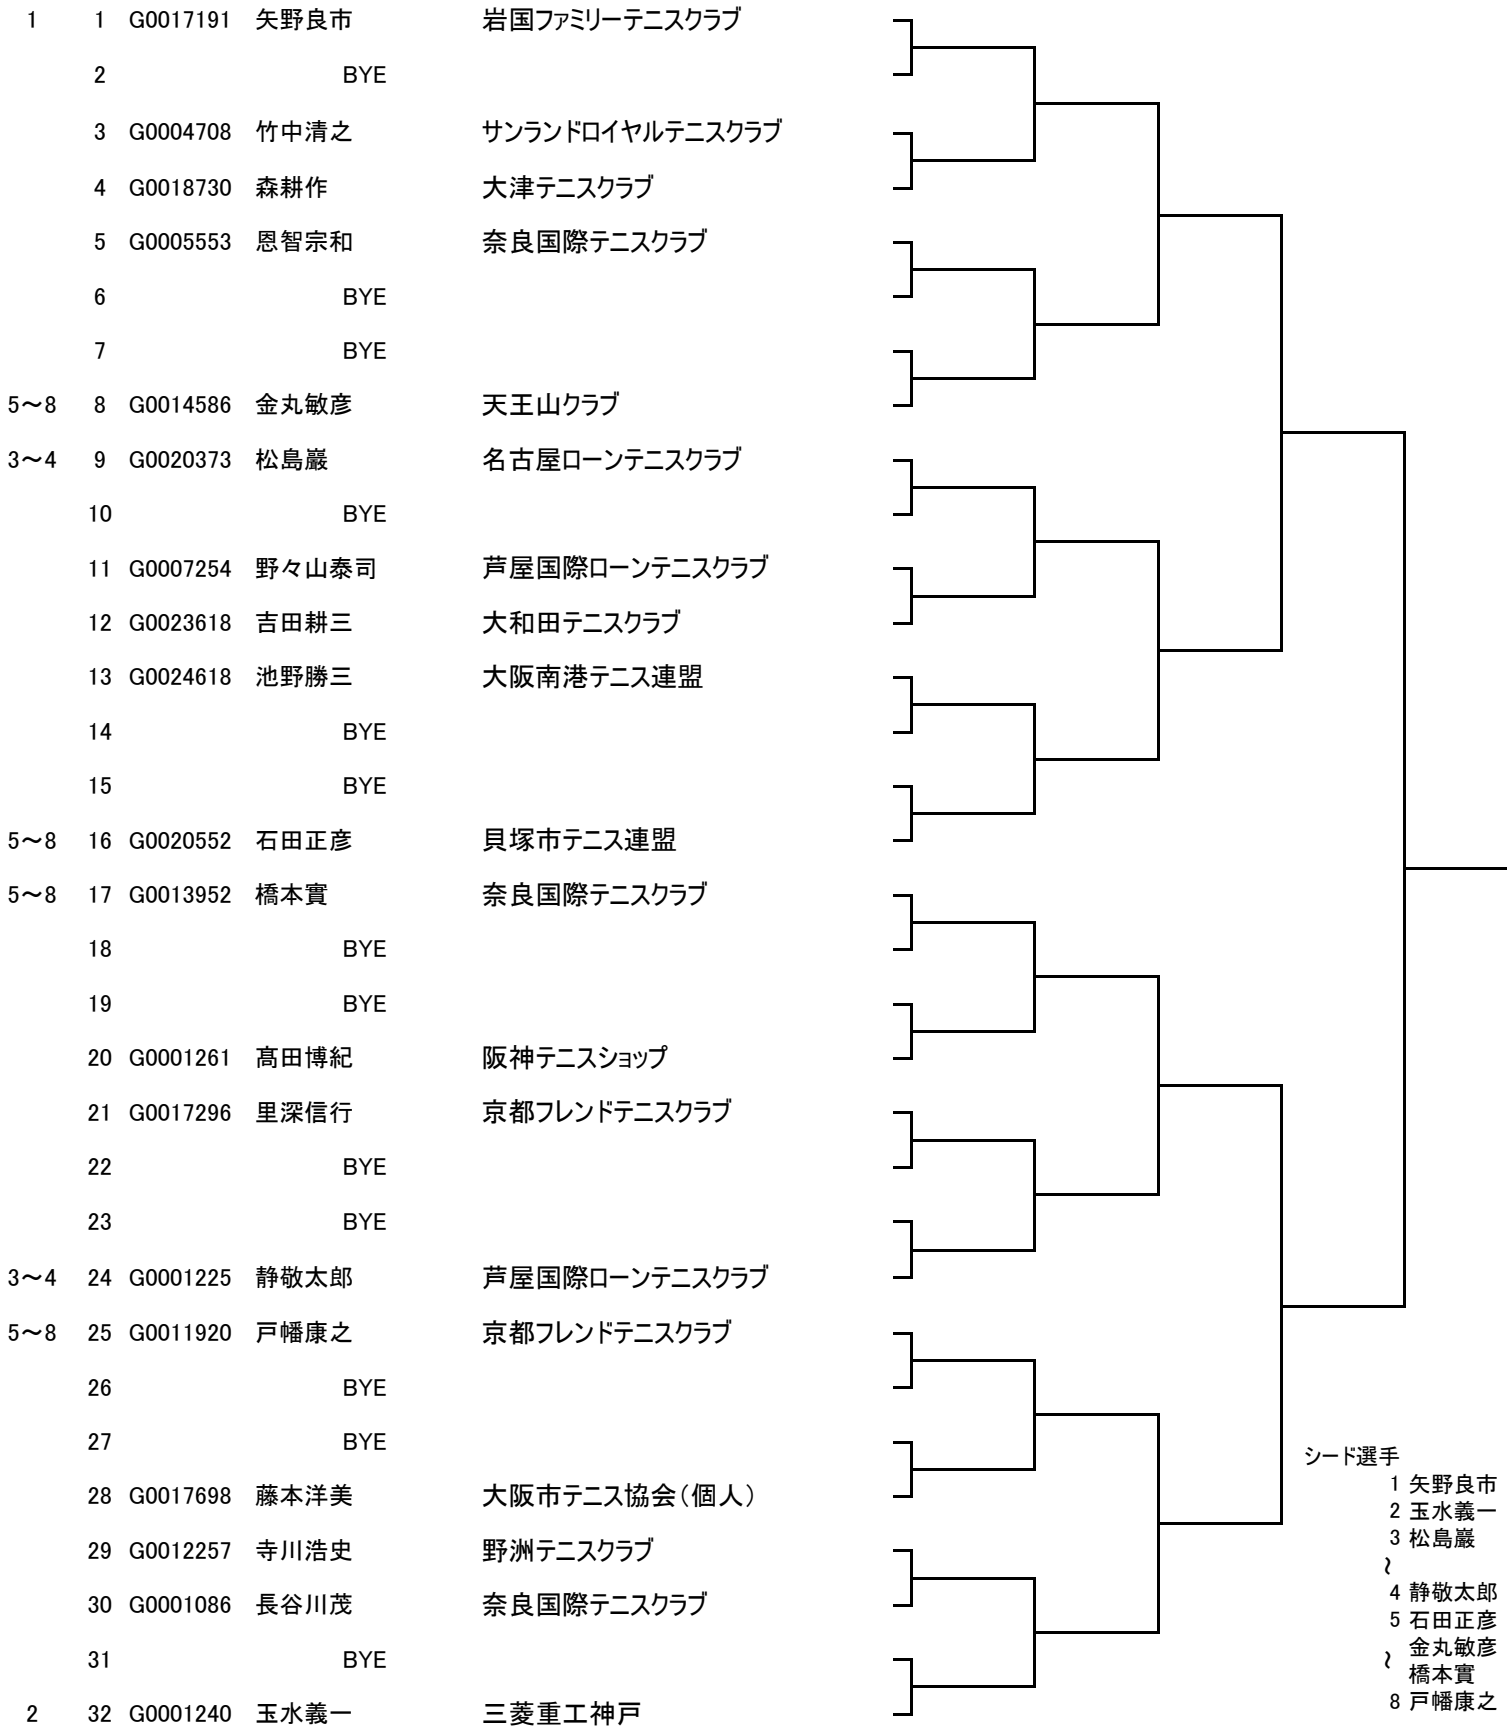 1 1 G0017191 矢野良市 岩国ファミリーテニスクラブ
2 BYE
3 G0004708 竹中清之 サンランドロイヤルテニスクラブ
4 G0018730 森耕作 大津テニスクラブ
5 G0005553 恩智宗和 奈良国際テニスクラブ
6 BYE
7 BYE
5～8 8 G0014586 金丸敏彦 天王山クラブ
3～4 9 G0020373 松島巖 名古屋ローンテニスクラブ
10 BYE
11 G0007254 野々山泰司 芦屋国際ローンテニスクラブ
12 G0023618 吉田耕三 大和田テニスクラブ
13 G0024618 池野勝三 大阪南港テニス連盟
14 BYE
15 BYE
5～8 16 G0020552 石田正彦 貝塚市テニス連盟
5～8 17 G0013952 橋本實 奈良国際テニスクラブ
18 BYE
19 BYE
20 G0001261 髙田博紀 阪神テニスショップ
21 G0017296 里深信行 京都フレンドテニスクラブ
22 BYE
23 BYE
3～4 24 G0001225 静敬太郎 芦屋国際ローンテニスクラブ
5～8 25 G0011920 戸幡康之 京都フレンドテニスクラブ
26 BYE
27 BYE
28 G0017698 藤本洋美 大阪市テニス協会（個人）
29 G0012257 寺川浩史 野洲テニスクラブ
30 G0001086 長谷川茂 奈良国際テニスクラブ
31 BYE
2 32 G0001240 玉水義一 三菱重工神戸
シード選手
1 矢野良市
2 玉水義一
3 松島巖
～
4 静敬太郎
5 石田正彦
金丸敏彦
～
橋本實
8 戸幡康之